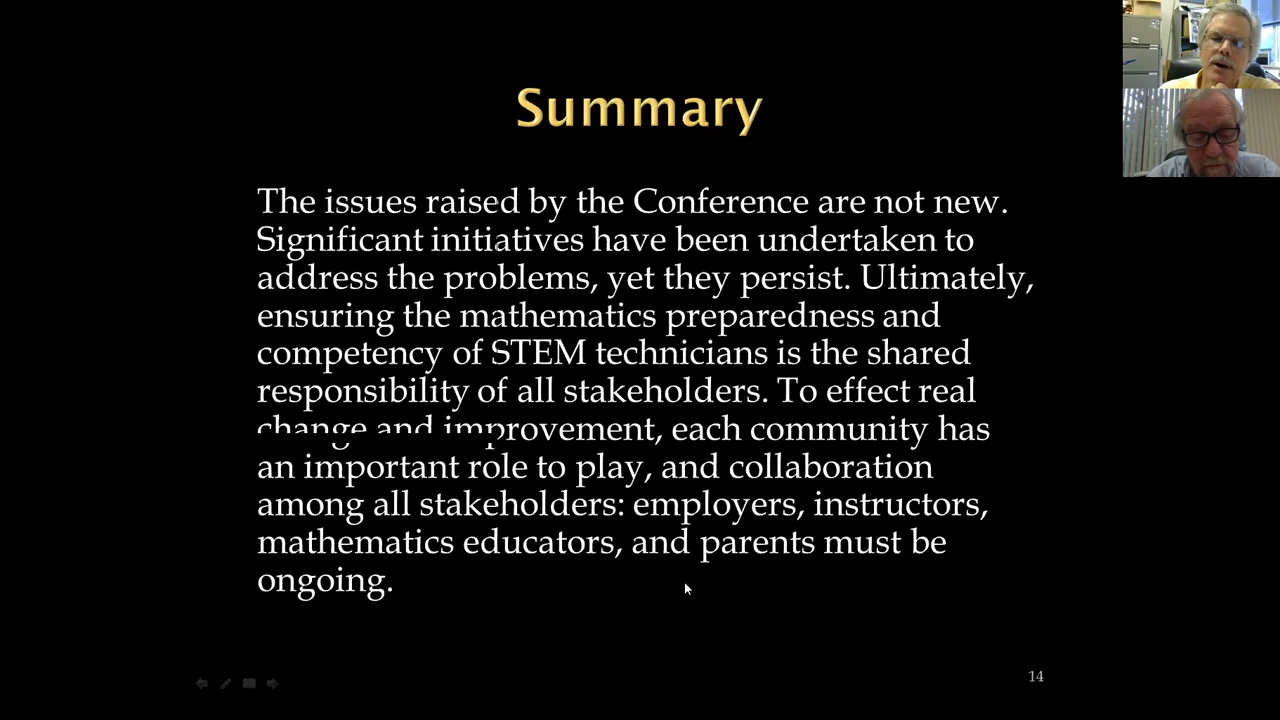 Summary
The issues raised by the Conference are not new.
Significant initiatives have been undertaken to
address the problems, yet they persist. Ultimately,
ensuring the mathematics preparedness and
competency of STEM technicians is the shared
responsibility of all stakeholders. To effect real
change and improvement, each community has
an important role to play, and collaboration
among all stakeholders: employers, instructors,
mathematics educators, and parents must be
ongoing.
14